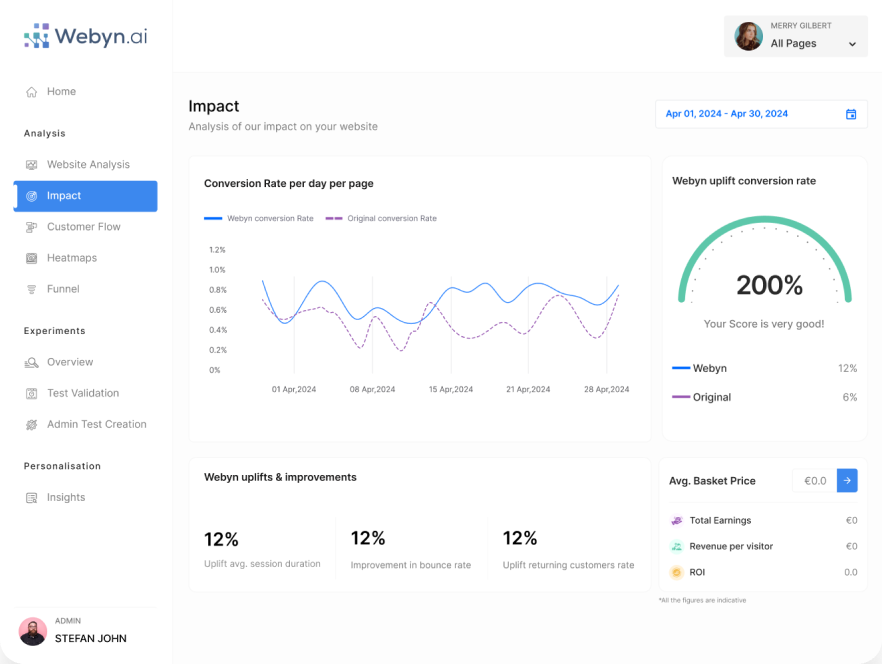 Webyn.ai
MERRY GILBERT
All Pages
Home
Analysis
Website Analysis
Impact
Customer Flow
Heatmaps
Funnel
Experiments
Overview
Test Validation
Admin Test Creation
Personalisation
Insights
ADMIN
STEFAN JOHN
Impact
Analysis of our impact on your website
Apr 01, 2024 - Apr 30, 2024
Conversion Rate per day per page
Webyn conversion Rate Original conversion Rate
1.2%
1.0%
0.8%
0.6%
0.4%
0.2%
0%
01 Apr,2024 08 Apr,2024 15 Apr,2024 21 Apr,2024 28 Apr,2024
Webyn uplift conversion rate
200%
Your Score is very good!
Webyn 12%
Original 6%
Webyn uplifts & improvements
12%
Uplift avg. session duration
12%
Improvement in bounce rate
12%
Uplift returning customers rate
Avg. Basket Price €0.0
Total Earnings €0
Revenue per visitor €0
ROI 0.0
*All the figures are indicative